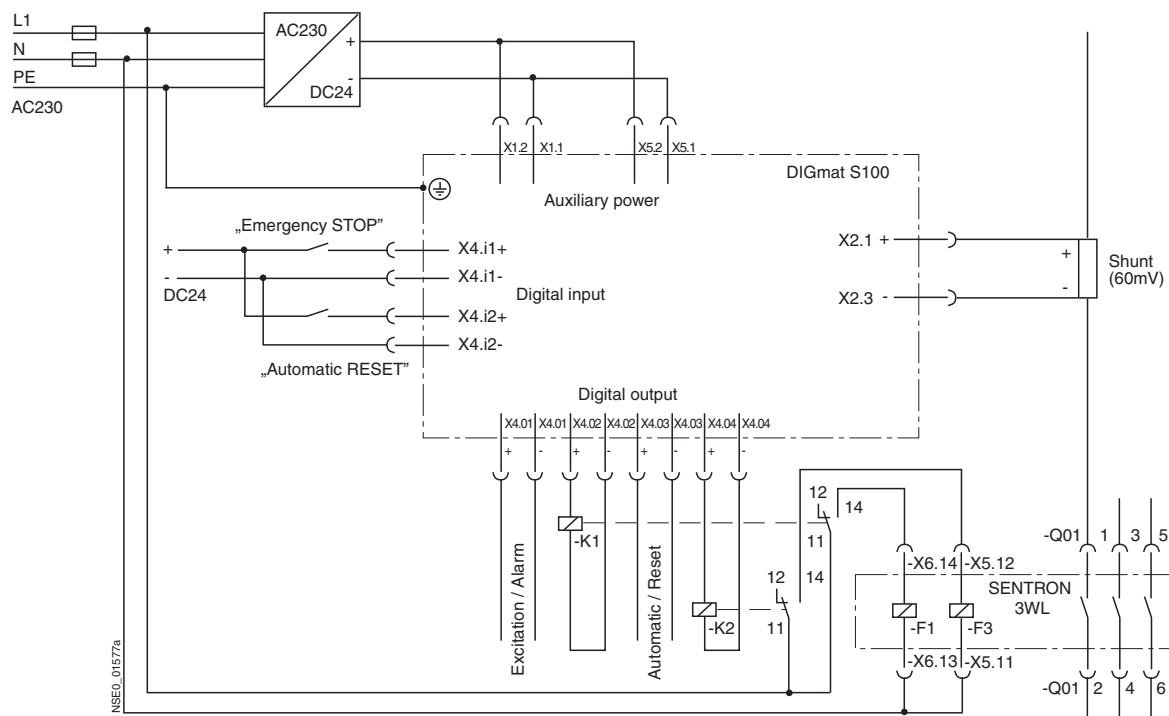 L1
N
PE
AC230
AC230
+
-
DC24
X1.2 X1.1 X5.2 X5.1
DIGmat S100
Auxiliary power
„Emergency STOP”
+
-
DC24
X4.i1+
X4.i1-
Digital input
X4.i2+
X4.i2-
„Automatic RESET”
X2.1 +
X2.3 -
+
-
Shunt
(60mV)
Digital output
X4.01 X4.01 X4.02 X4.02 X4.03 X4.03 X4.04 X4.04
+ - + - + - + -
12
14
11
-K1
12
14
11
-K2
Excitation / Alarm
Automatic / Reset
-X6.14 -X5.12
-F1
-F3
-X6.13 -X5.11
SENTRON
3WL
-Q01 1 3 5
-Q01 2 4 6
NSE0_01577a